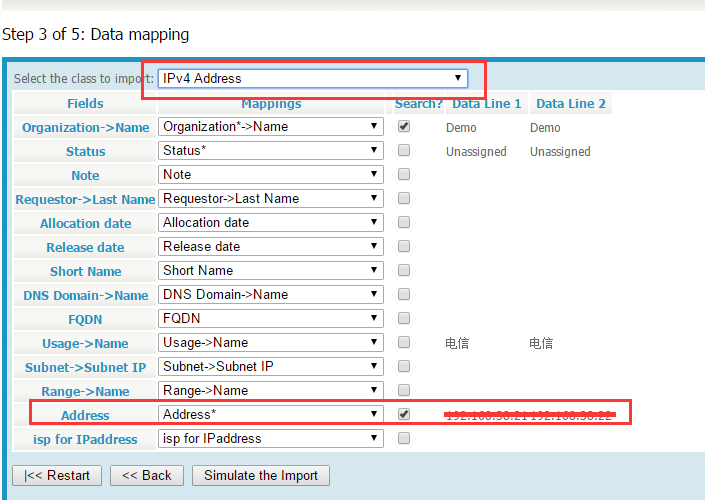 Step 3 of 5: Data mapping
Select the class to import: IPv4 Address
Fields Mappings Search? Data Line 1 Data Line 2
Organization->Name Organization*->Name Demo Demo
Status Status* Unassigned Unassigned
Note Note
Requestor->Last Name Requestor->Last Name
Allocation date Allocation date
Release date Release date
Short Name Short Name
DNS Domain->Name DNS Domain->Name
FQDN FQDN
Usage->Name Usage->Name 电信 电信
Subnet->Subnet IP Subnet->Subnet IP
Range->Name Range->Name
Address Address*
isp for IPaddress isp for IPaddress
|<< Restart << Back Simulate the Import